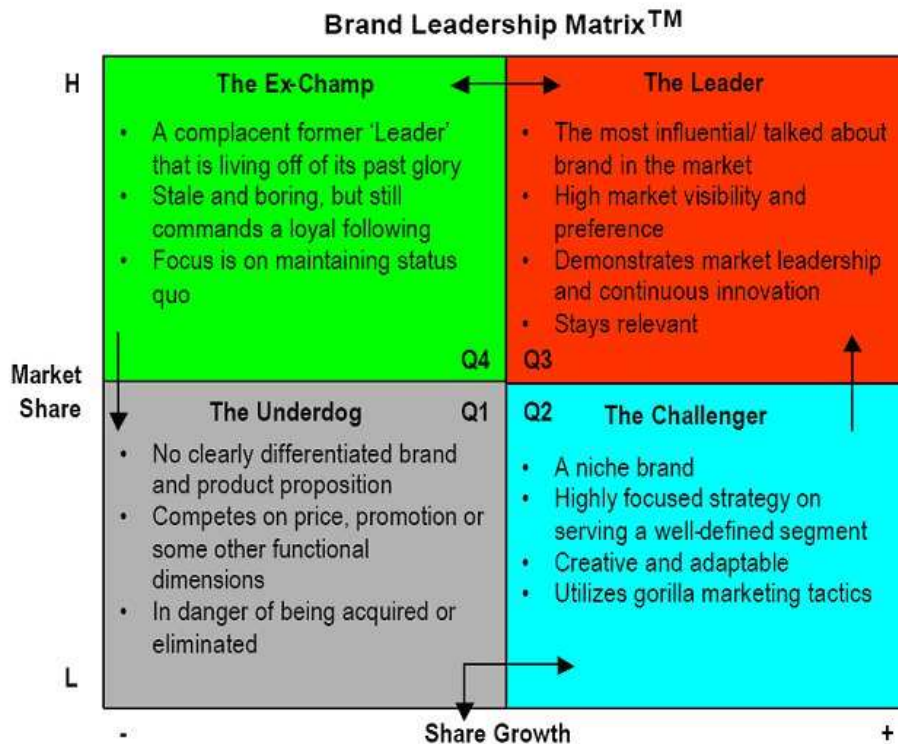 Brand Leadership Matrix™
H
The Ex-Champ
• A complacent former ‘Leader’
that is living off of its past glory
• Stale and boring, but still
commands a loyal following
• Focus is on maintaining status
quo
Q4
The Leader
• The most influential/ talked about
brand in the market
• High market visibility and
preference
• Demonstrates market leadership
and continuous innovation
• Stays relevant
Q3
Market
Share
The Underdog
Q1
• No clearly differentiated brand
and product proposition
• Competes on price, promotion or
some other functional
dimensions
• In danger of being acquired or
eliminated
Q2
The Challenger
• A niche brand
• Highly focused strategy on
serving a well-defined segment
• Creative and adaptable
• Utilizes gorilla marketing tactics
L
-
Share Growth
+